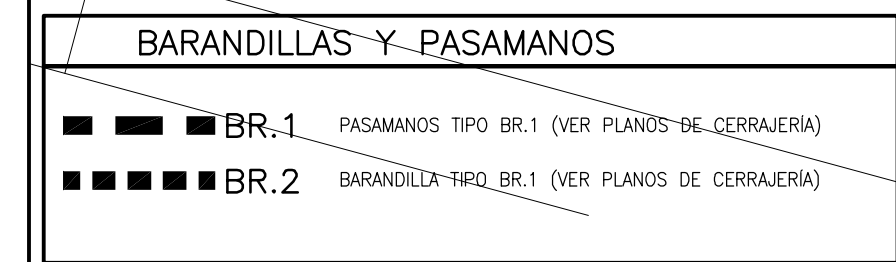 BARANDILLAS Y PASAMANOS
BR.1 PASAMANOS TIPO BR.1 (VER PLANOS DE CERRAJERÍA)
BR.2 BARANDILLA TIPO BR.1 (VER PLANOS DE CERRAJERÍA)